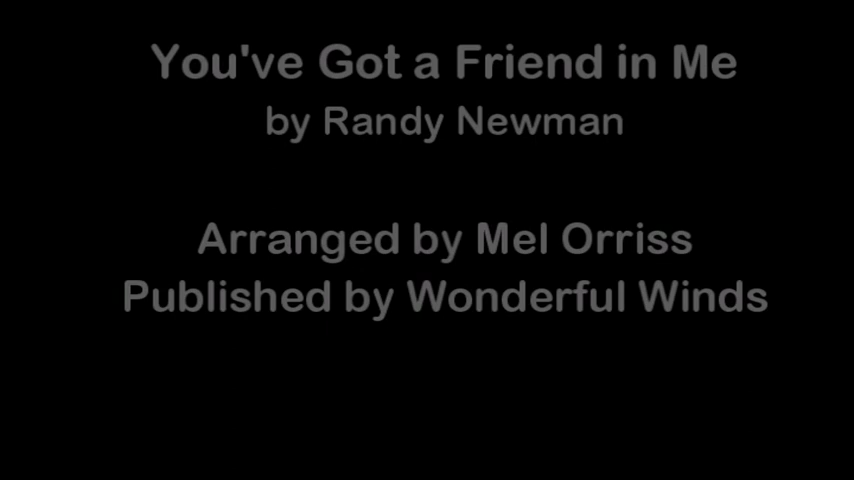 You've Got a Friend in Me
by Randy Newman
Arranged by Mel Orriss
Published by Wonderful Winds